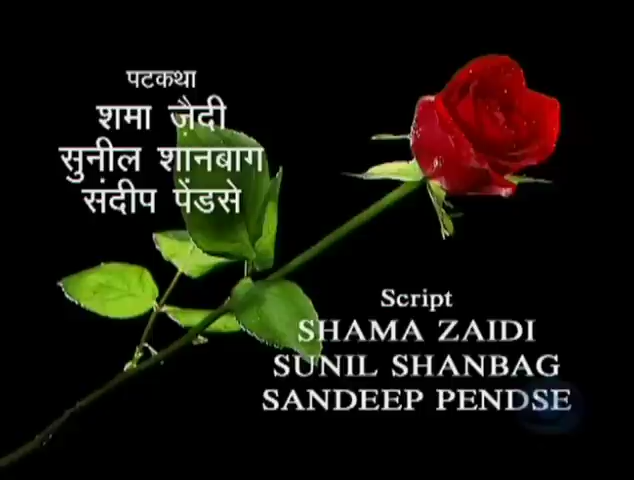 पटकथा
शमा ज़ैदी
सुनील शानबाग
संदीप पेंडसे
Script
SHAMA ZAIDI
SUNIL SHANBAG
SANDEEP PENDSE